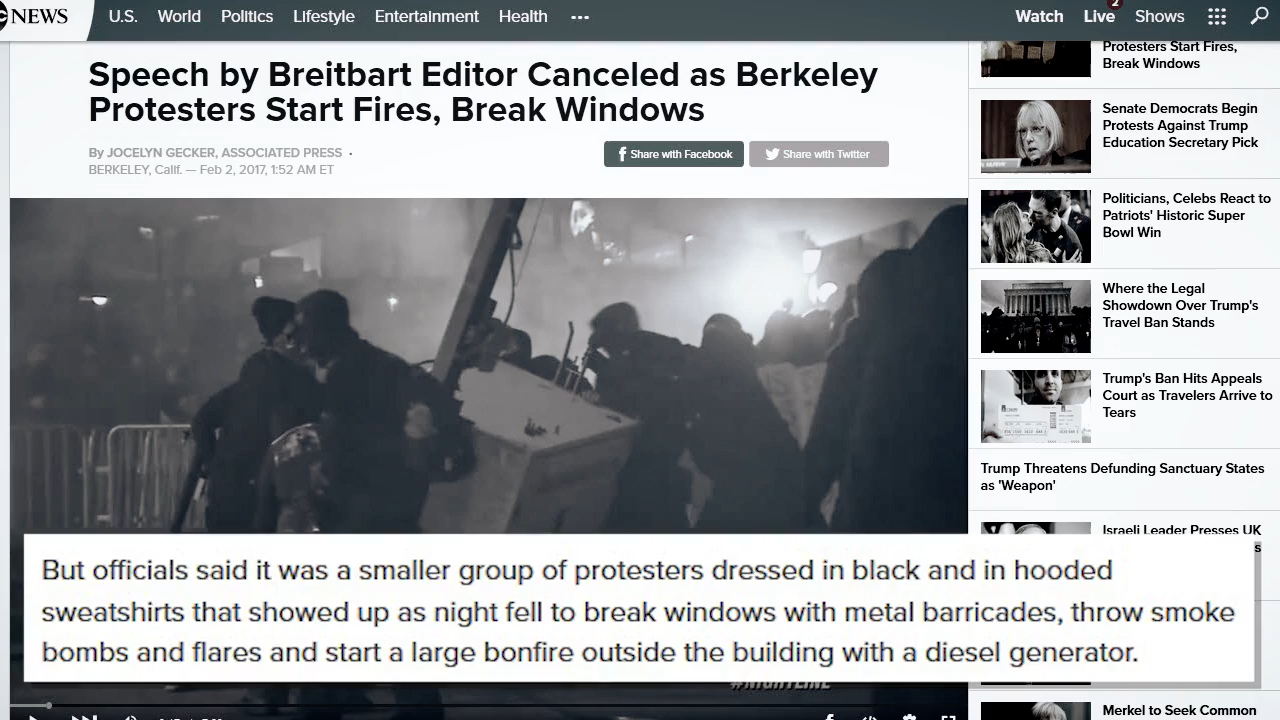 NEWS U.S. World Politics Lifestyle Entertainment Health ••• Watch Live 2 Shows
Speech by Breitbart Editor Canceled as Berkeley
Protesters Start Fires, Break Windows
By JOCELYN GECKER, ASSOCIATED PRESS •
BERKELEY, Calif. — Feb 2, 2017, 1:52 AM ET
Share with Facebook
Share with Twitter
But officials said it was a smaller group of protesters dressed in black and in hooded
sweatshirts that showed up as night fell to break windows with metal barricades, throw smoke
bombs and flares and start a large bonfire outside the building with a diesel generator.
#NIGHTLINE
Protesters Start Fires,
Break Windows
Senate Democrats Begin
Protests Against Trump
Education Secretary Pick
Politicians, Celebs React to
Patriots' Historic Super
Bowl Win
Where the Legal
Showdown Over Trump's
Travel Ban Stands
Trump's Ban Hits Appeals
Court as Travelers Arrive to
Tears
Trump Threatens Defunding Sanctuary States
as 'Weapon'
Israeli Leader Presses UK
Merkel to Seek Common